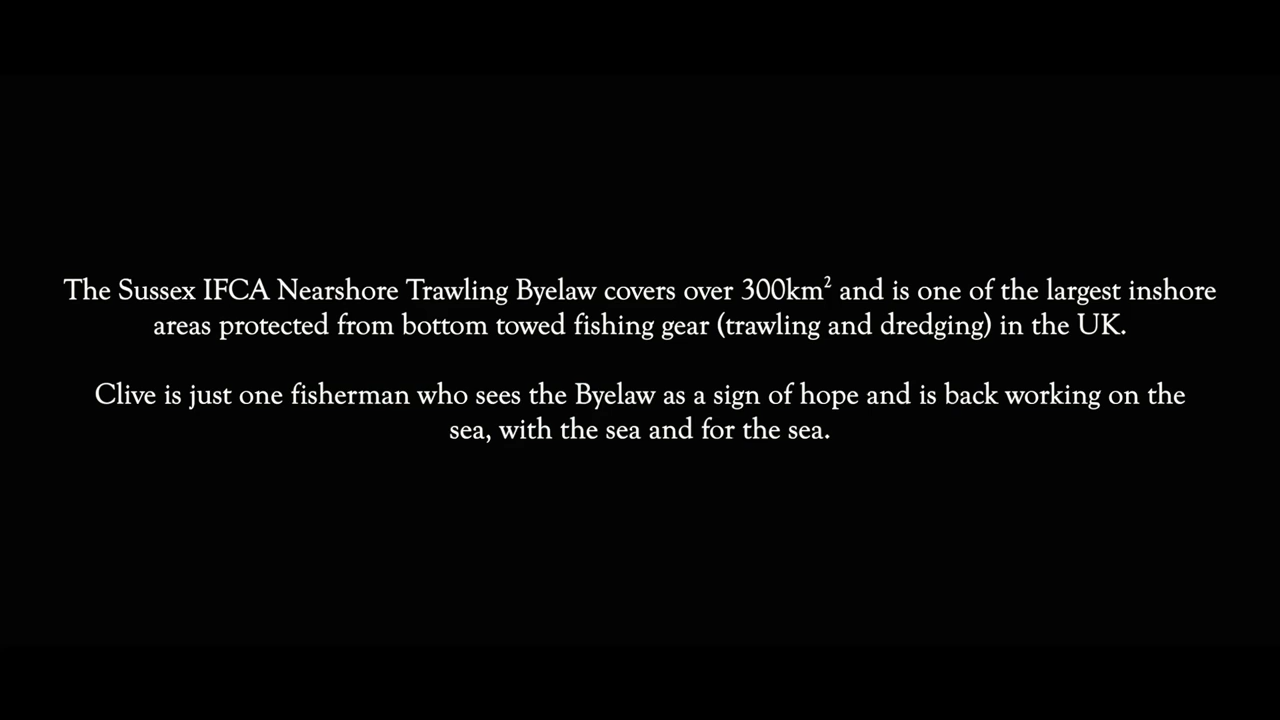 The Sussex IFCA Nearshore Trawling Byelaw covers over 300km² and is one of the largest inshore
areas protected from bottom towed fishing gear (trawling and dredging) in the UK.
Clive is just one fisherman who sees the Byelaw as a sign of hope and is back working on the
sea, with the sea and for the sea.